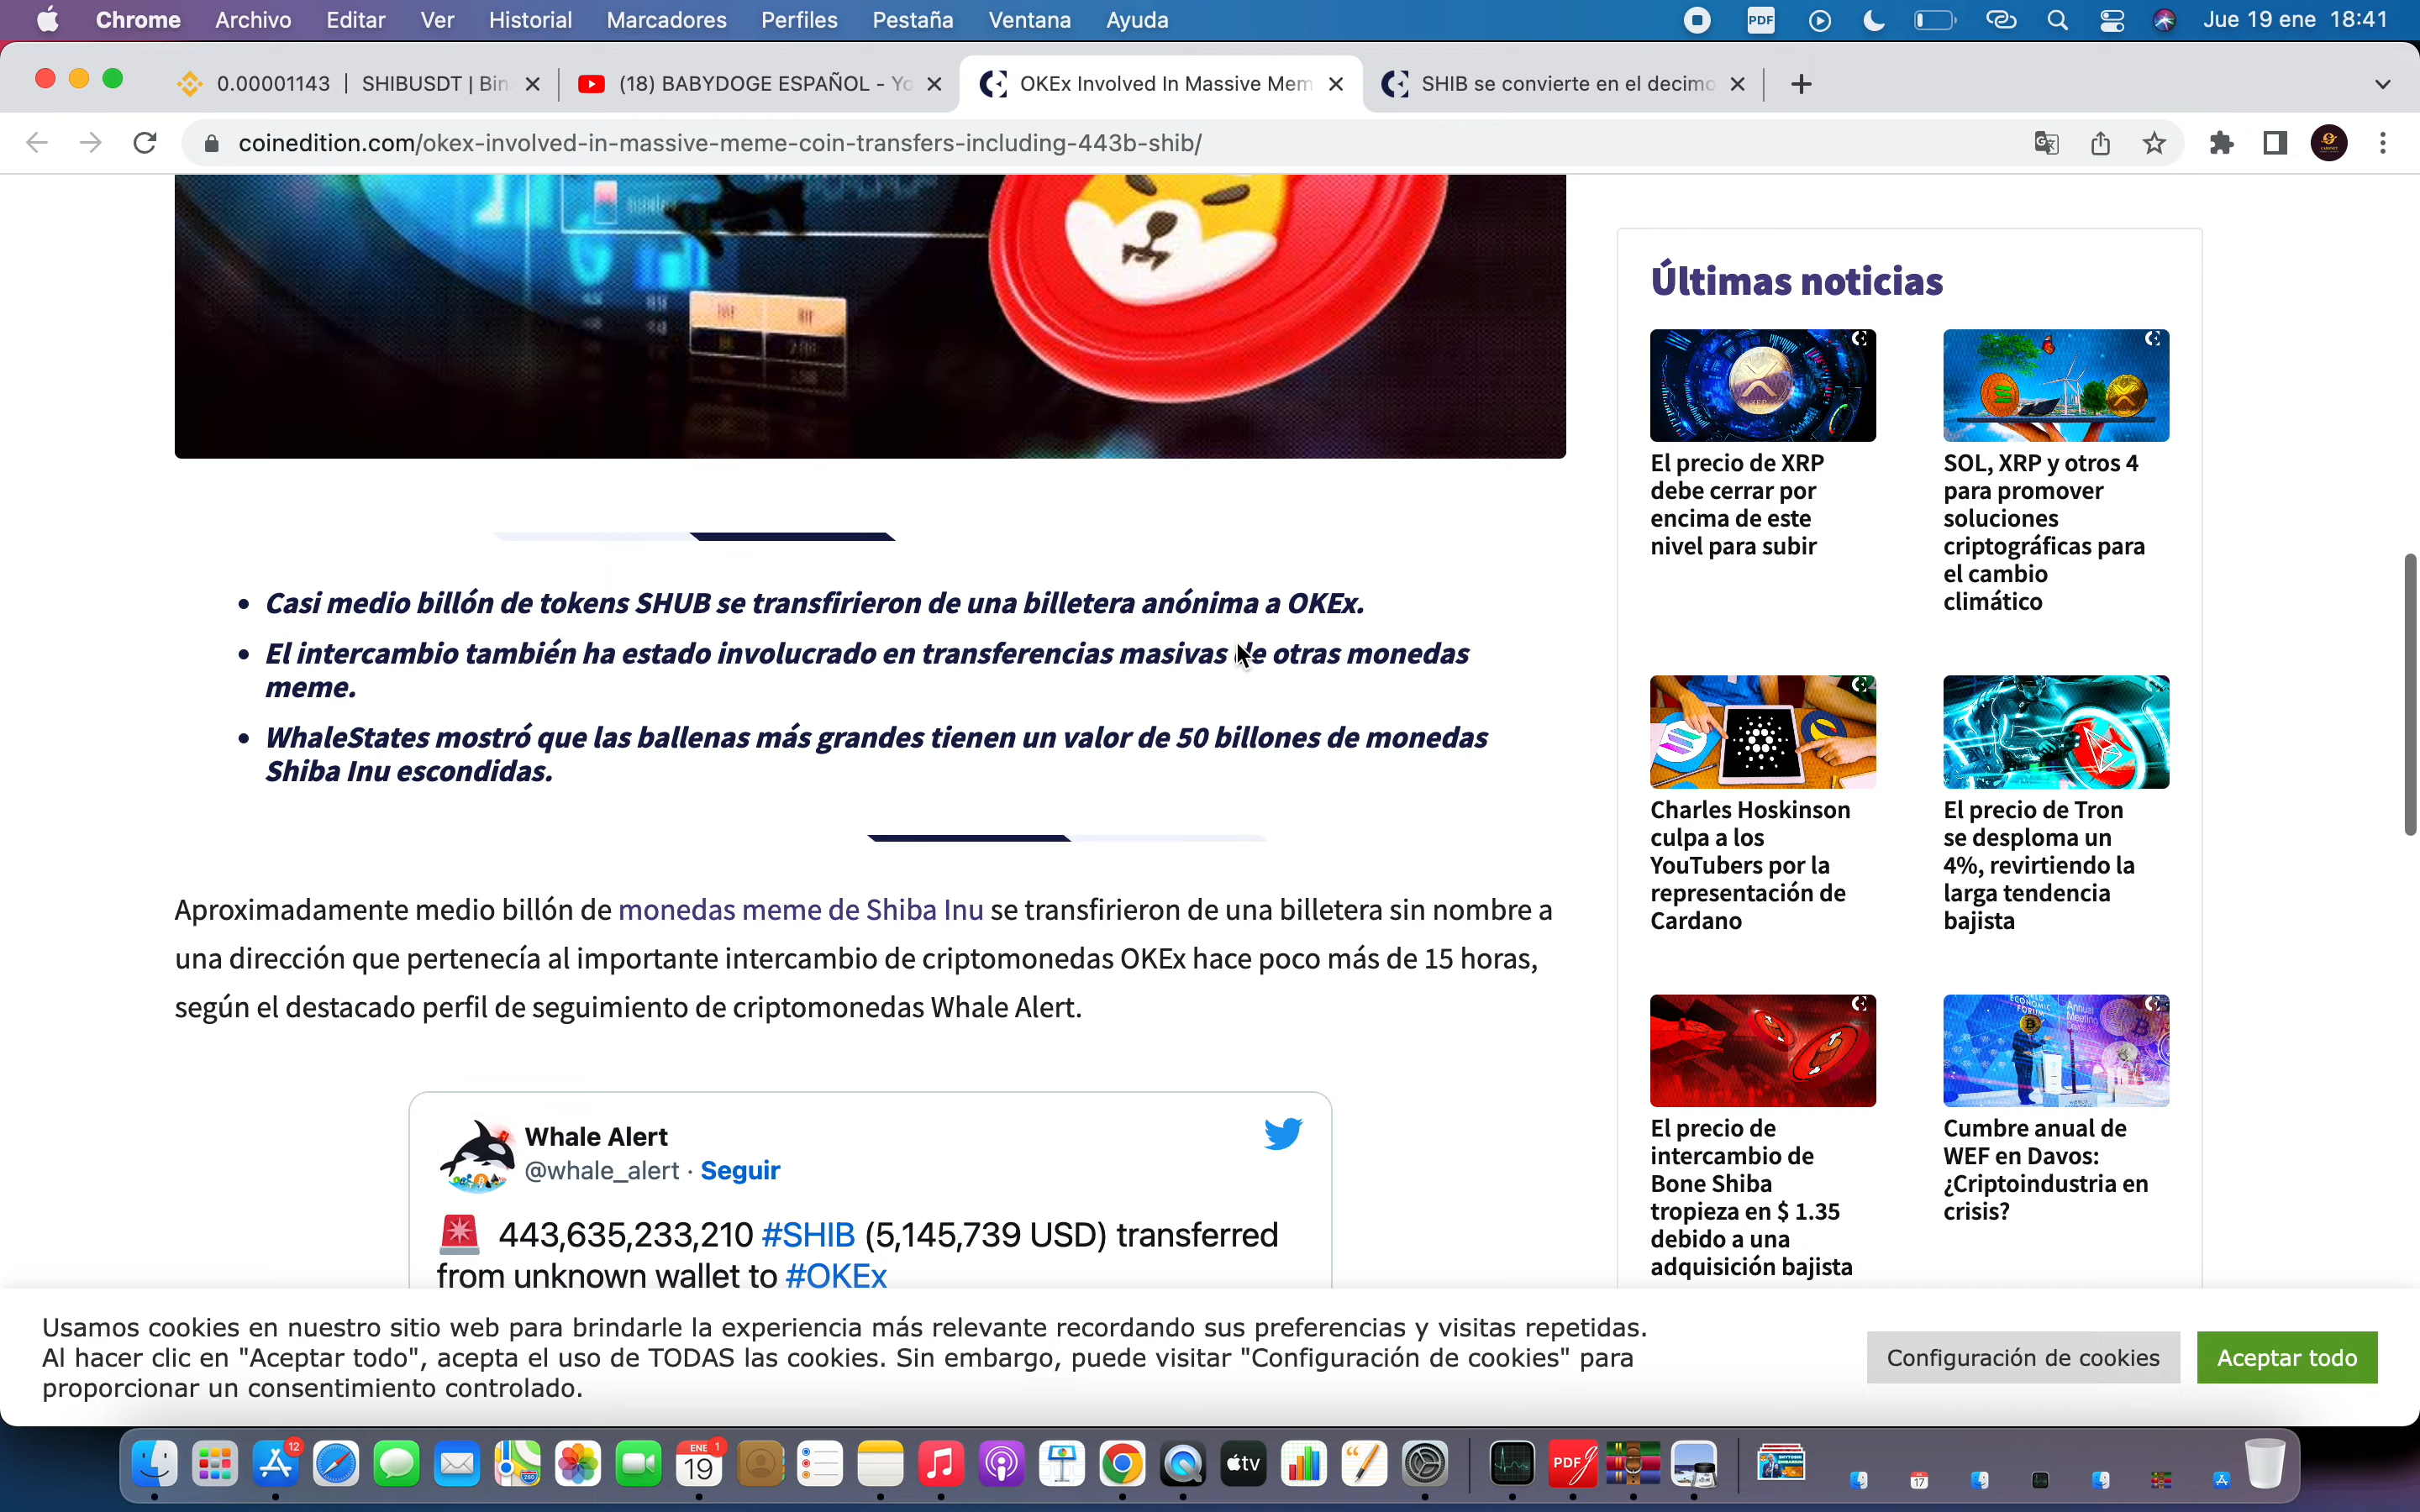 Chrome Archivo Editar Ver Historial Marcadores Perfiles Pestaña Ventana Ayuda
PDF
Jue 19 ene 18:41
0.00001143 | SHIBUSDT | Bin
(18) BABYDOGE ESPAÑOL - Yo
OKEx Involved In Massive Mem
SHIB se convierte en el decimo
coinedition.com/okex-involved-in-massive-meme-coin-transfers-including-443b-shib/
• Casi medio billón de tokens SHUB se transfirieron de una billetera anónima a OKEx.
• El intercambio también ha estado involucrado en transferencias masivas de otras monedas
meme.
• WhaleStates mostró que las ballenas más grandes tienen un valor de 50 billones de monedas
Shiba Inu escondidas.
Aproximadamente medio billón de monedas meme de Shiba Inu se transfirieron de una billetera sin nombre a
una dirección que pertenecía al importante intercambio de criptomonedas OKEx hace poco más de 15 horas,
según el destacado perfil de seguimiento de criptomonedas Whale Alert.
Whale Alert
@whale_alert · Seguir
443,635,233,210 #SHIB (5,145,739 USD) transferred
from unknown wallet to #OKEx
Últimas noticias
El precio de XRP
debe cerrar por
encima de este
nivel para subir
SOL, XRP y otros 4
para promover
soluciones
criptográficas para
el cambio
climático
Charles Hoskinson
culpa a los
YouTubers por la
representación de
Cardano
El precio de Tron
se desploma un
4%, revirtiendo la
larga tendencia
bajista
El precio de
intercambio de
Bone Shiba
tropieza en $ 1.35
debido a una
adquisición bajista
ECONOMIC
FORUM
Annual
Meeting
Cumbre anual de
WEF en Davos:
¿Criptoindustria en
crisis?
Usamos cookies en nuestro sitio web para brindarle la experiencia más relevante recordando sus preferencias y visitas repetidas.
Al hacer clic en "Aceptar todo", acepta el uso de TODAS las cookies. Sin embargo, puede visitar "Configuración de cookies" para
proporcionar un consentimiento controlado.
Configuración de cookies
Aceptar todo
12
ENE 1
19
tv
PDF
17